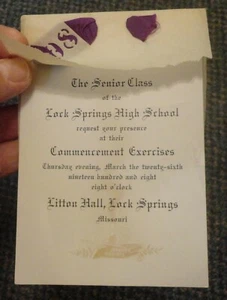 The Senior Class
of the
Lock Springs High School
request your presence
at their
Commencement Exercises
Thursday evening, March the twenty-sixth
nineteen hundred and eight
eight o'clock
Litton Hall, Lock Springs
Missouri